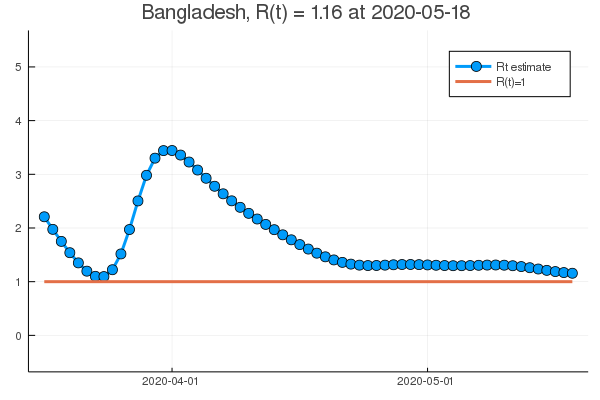 Bangladesh, R(t) = 1.16 at 2020-05-18
5
4
3
2
1
0
Rt estimate
R(t)=1
2020-04-01
2020-05-01